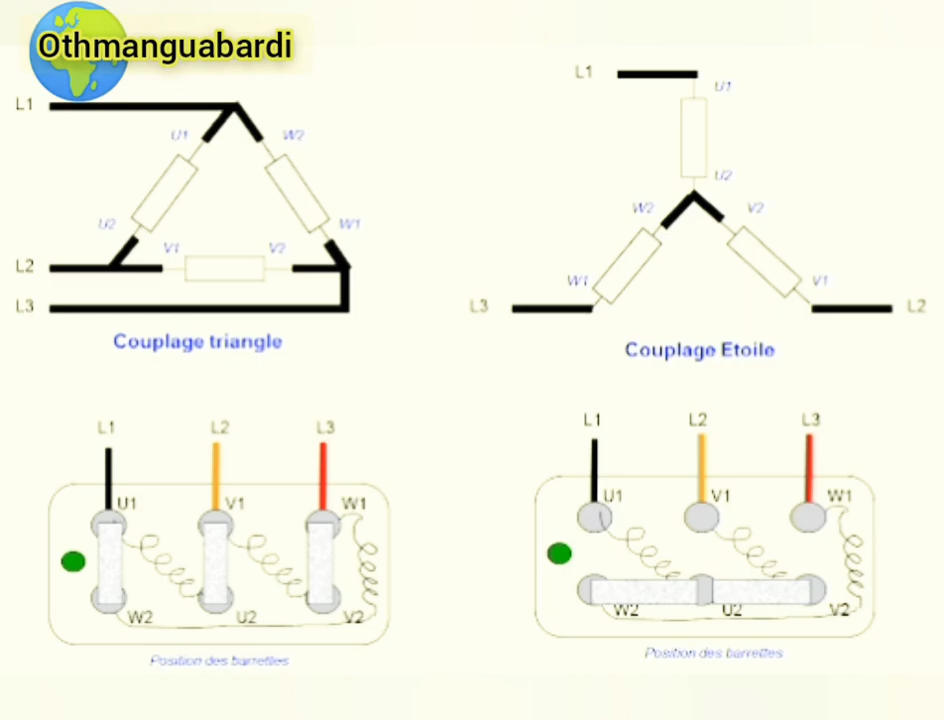 Othmanguabardi
L1
U1
W2
U2
W1
L2
V1
V2
L3
Couplage triangle
L1
U1
U2
W2
V2
W1
V1
L3
L2
Couplage Etoile
L1
L2
L3
U1
V1
W1
W2
U2
V2
Position des barrettes
L1
L2
L3
U1
V1
W1
W2
U2
V2
Position des barrettes